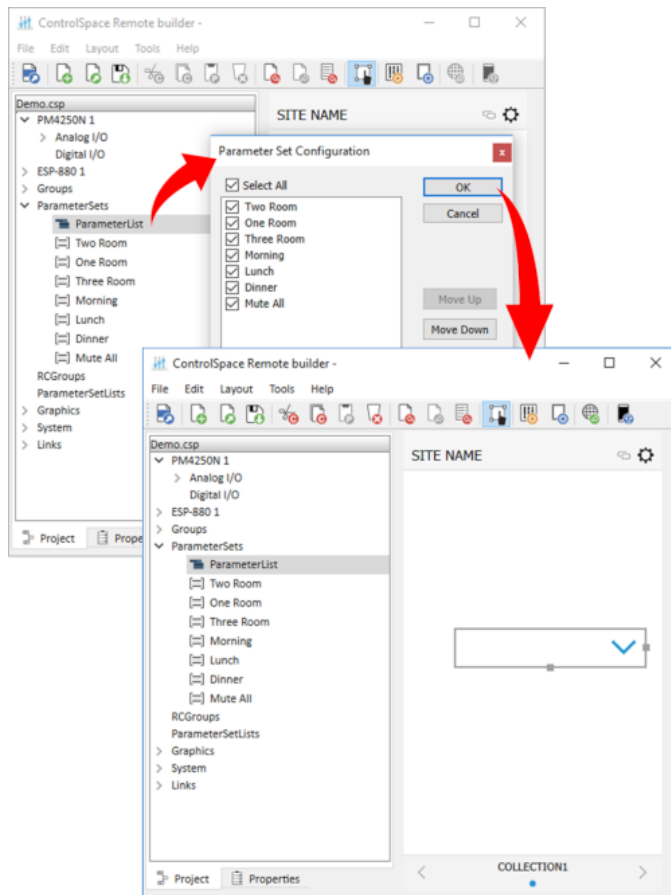 ControlSpace Remote builder -
File Edit Layout Tools Help
Demo.csp
PM4250N 1
Analog I/O
Digital I/O
ESP-880 1
Groups
ParameterSets
ParameterList
Two Room
One Room
Three Room
Morning
Lunch
Dinner
Mute All
RCGroups
ParameterSetLists
Graphics
System
Links
Project Prope
SITE NAME
Parameter Set Configuration
x
Select All
Two Room
One Room
Three Room
Morning
Lunch
Dinner
Mute All
OK
Cancel
Move Up
Move Down
ControlSpace Remote builder -
File Edit Layout Tools Help
Demo.csp
PM4250N 1
Analog I/O
Digital I/O
ESP-880 1
Groups
ParameterSets
ParameterList
Two Room
One Room
Three Room
Morning
Lunch
Dinner
Mute All
RCGroups
ParameterSetLists
Graphics
System
Links
Project Properties
SITE NAME
COLLECTION1